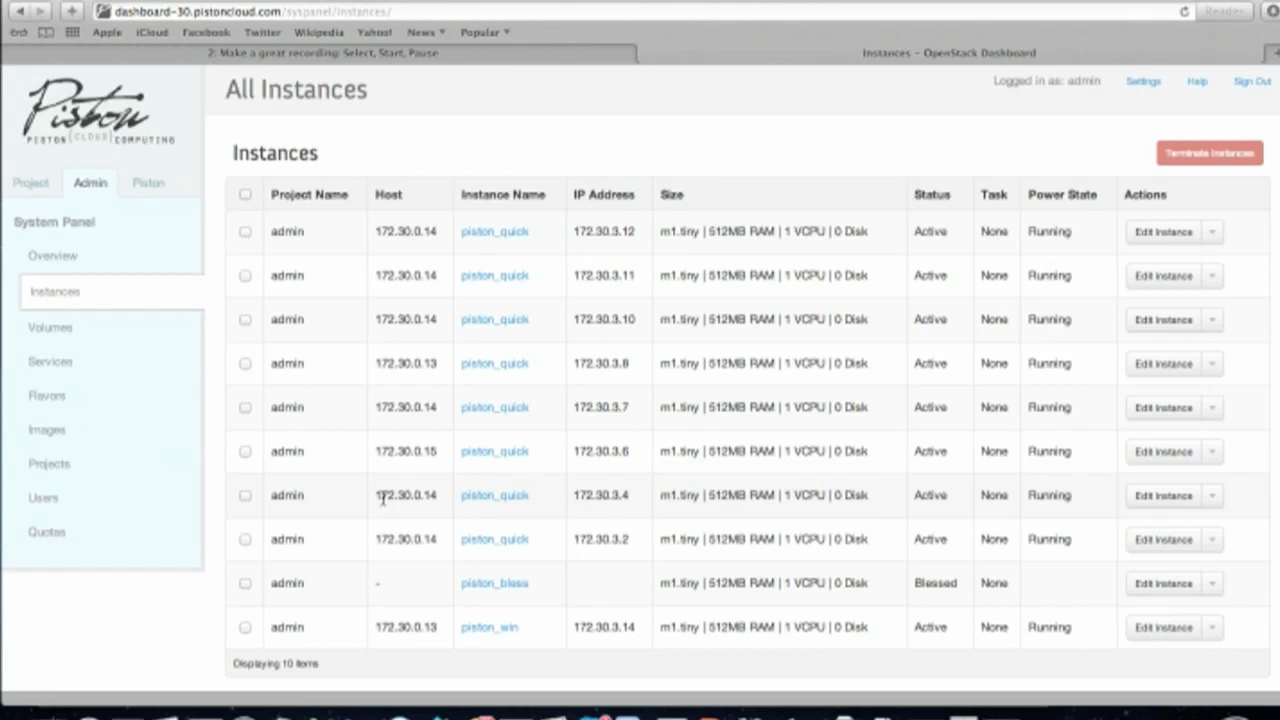 dashboard-30.pistoncloud.com/syspanel/instances/
Reader
Apple iCloud Facebook Twitter Wikipedia Yahoo! News Popular
2: Make a great recording: Select, Start, Pause
Instances - OpenStack Dashboard
Piston
PISTON [CLOUD] COMPUTING
All Instances
Logged in as: admin Settings Help Sign Out
Project Admin Piston
System Panel
Overview
Instances
Volumes
Services
Flavors
Images
Projects
Users
Quotas
Instances
Terminate Instances
Project Name Host Instance Name IP Address Size Status Task Power State Actions
admin 172.30.0.14 piston_quick 172.30.3.12 m1.tiny | 512MB RAM | 1 VCPU | 0 Disk Active None Running Edit Instance
admin 172.30.0.14 piston_quick 172.30.3.11 m1.tiny | 512MB RAM | 1 VCPU | 0 Disk Active None Running Edit Instance
admin 172.30.0.14 piston_quick 172.30.3.10 m1.tiny | 512MB RAM | 1 VCPU | 0 Disk Active None Running Edit Instance
admin 172.30.0.13 piston_quick 172.30.3.8 m1.tiny | 512MB RAM | 1 VCPU | 0 Disk Active None Running Edit Instance
admin 172.30.0.14 piston_quick 172.30.3.7 m1.tiny | 512MB RAM | 1 VCPU | 0 Disk Active None Running Edit Instance
admin 172.30.0.15 piston_quick 172.30.3.6 m1.tiny | 512MB RAM | 1 VCPU | 0 Disk Active None Running Edit Instance
admin 172.30.0.14 piston_quick 172.30.3.4 m1.tiny | 512MB RAM | 1 VCPU | 0 Disk Active None Running Edit Instance
admin 172.30.0.14 piston_quick 172.30.3.2 m1.tiny | 512MB RAM | 1 VCPU | 0 Disk Active None Running Edit Instance
admin - piston_bless m1.tiny | 512MB RAM | 1 VCPU | 0 Disk Blessed None Edit Instance
admin 172.30.0.13 piston_win 172.30.3.14 m1.tiny | 512MB RAM | 1 VCPU | 0 Disk Active None Running Edit Instance
Displaying 10 items